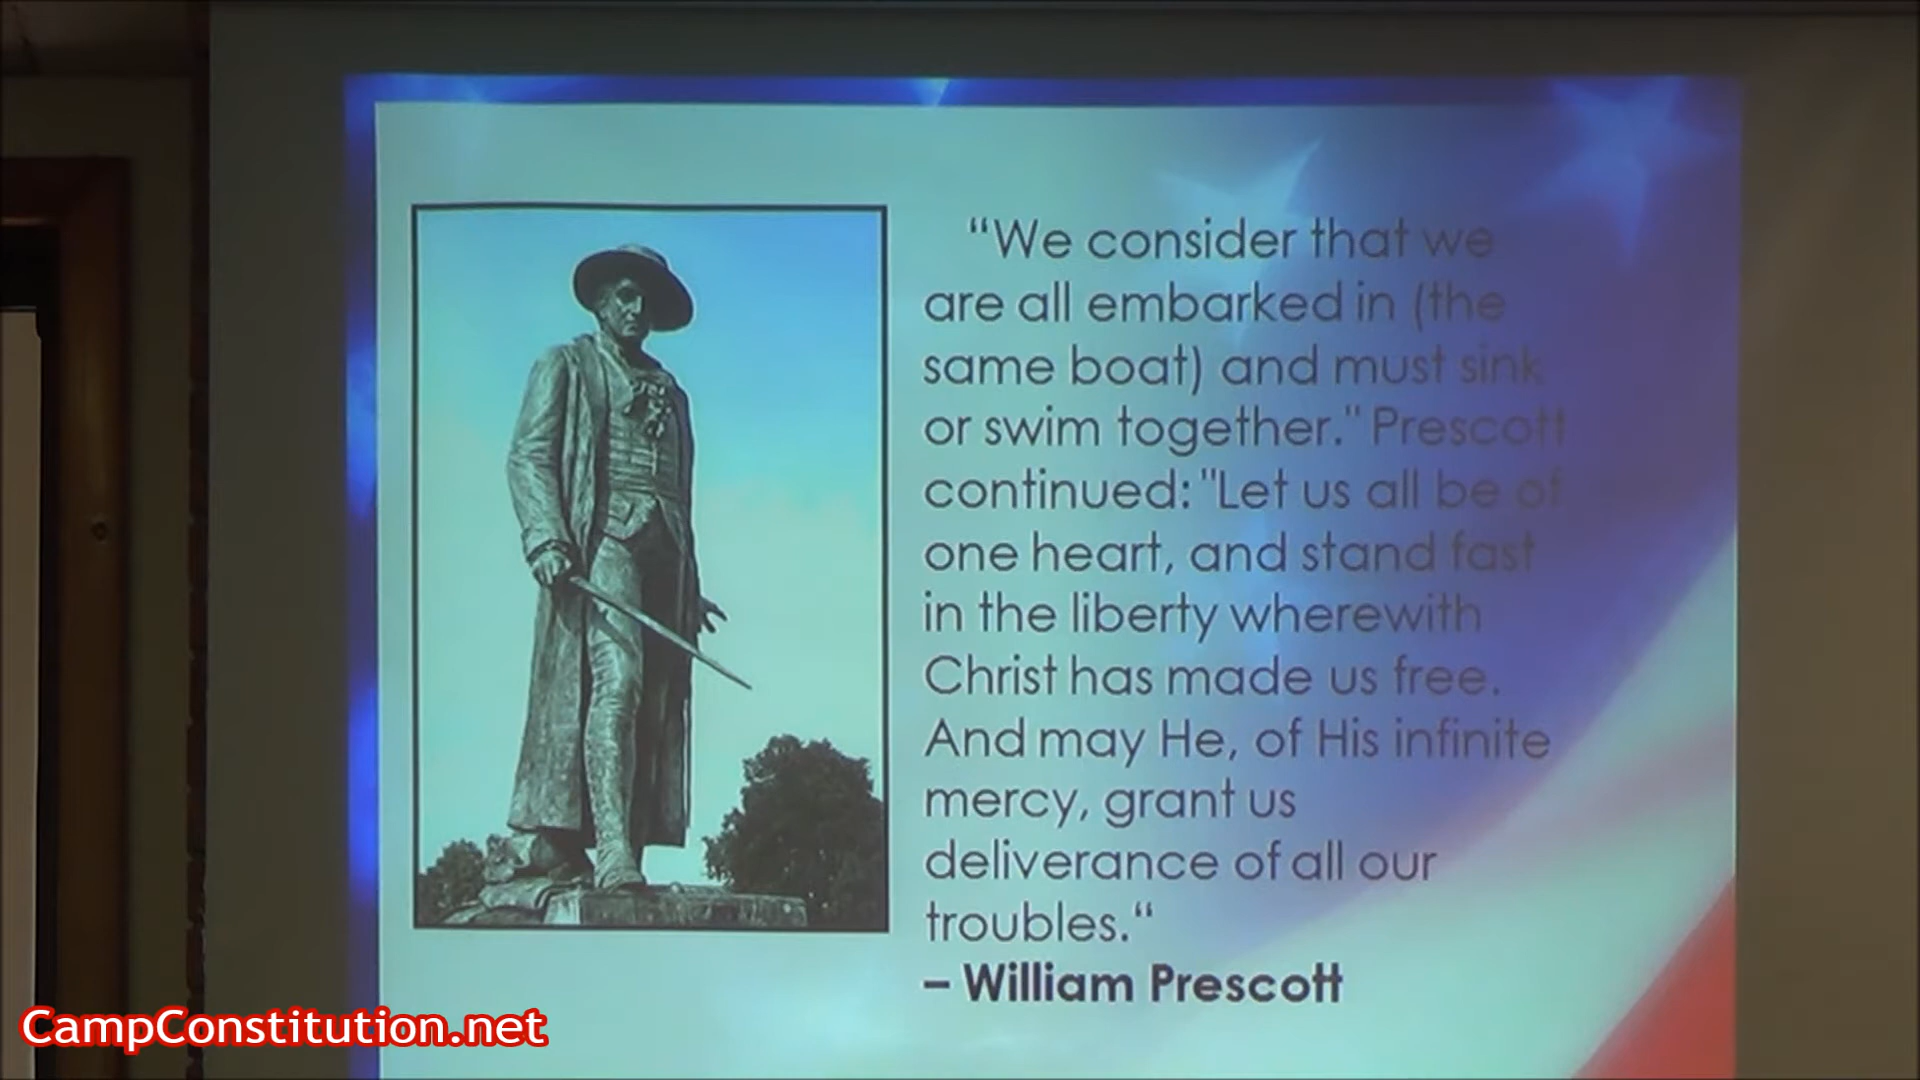 “We consider that we
are all embarked in (the
same boat) and must sink
or swim together." Prescott
continued: "Let us all be of
one heart, and stand fast
in the liberty wherewith
Christ has made us free.
And may He, of His infinite
mercy, grant us
deliverance of all our
troubles.“
– William Prescott
CampConstitution.net